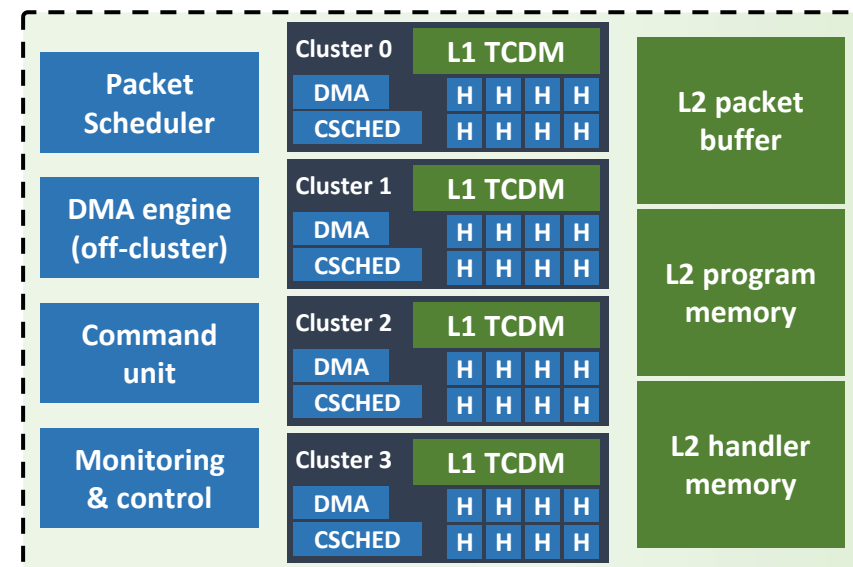 Packet
Scheduler
DMA engine
(off-cluster)
Command
unit
Monitoring
& control
Cluster 0
L1 TCDM
DMA
H H H H
CSCHED
H H H H
Cluster 1
L1 TCDM
DMA
H H H H
CSCHED
H H H H
Cluster 2
L1 TCDM
DMA
H H H H
CSCHED
H H H H
Cluster 3
L1 TCDM
DMA
H H H H
CSCHED
H H H H
L2 packet
buffer
L2 program
memory
L2 handler
memory